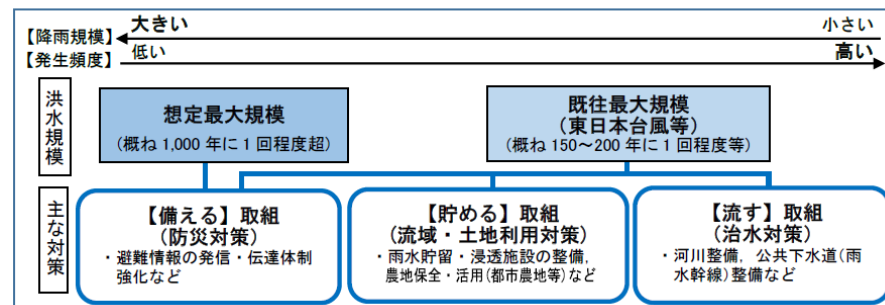 【降雨規模】 大きい 小さい
【発生頻度】 低い 高い
洪水規模
想定最大規模
(概ね 1,000 年に 1 回程度超)
既往最大規模
(東日本台風等)
(概ね 150～200 年に 1 回程度等)
主な対策
【備える】取組
(防災対策)
・避難情報の発信・伝達体制
強化など
【貯める】取組
(流域・土地利用対策)
・雨水貯留・浸透施設の整備,
農地保全・活用(都市農地等)など
【流す】取組
(治水対策)
・河川整備, 公共下水道(雨
水幹線)整備など